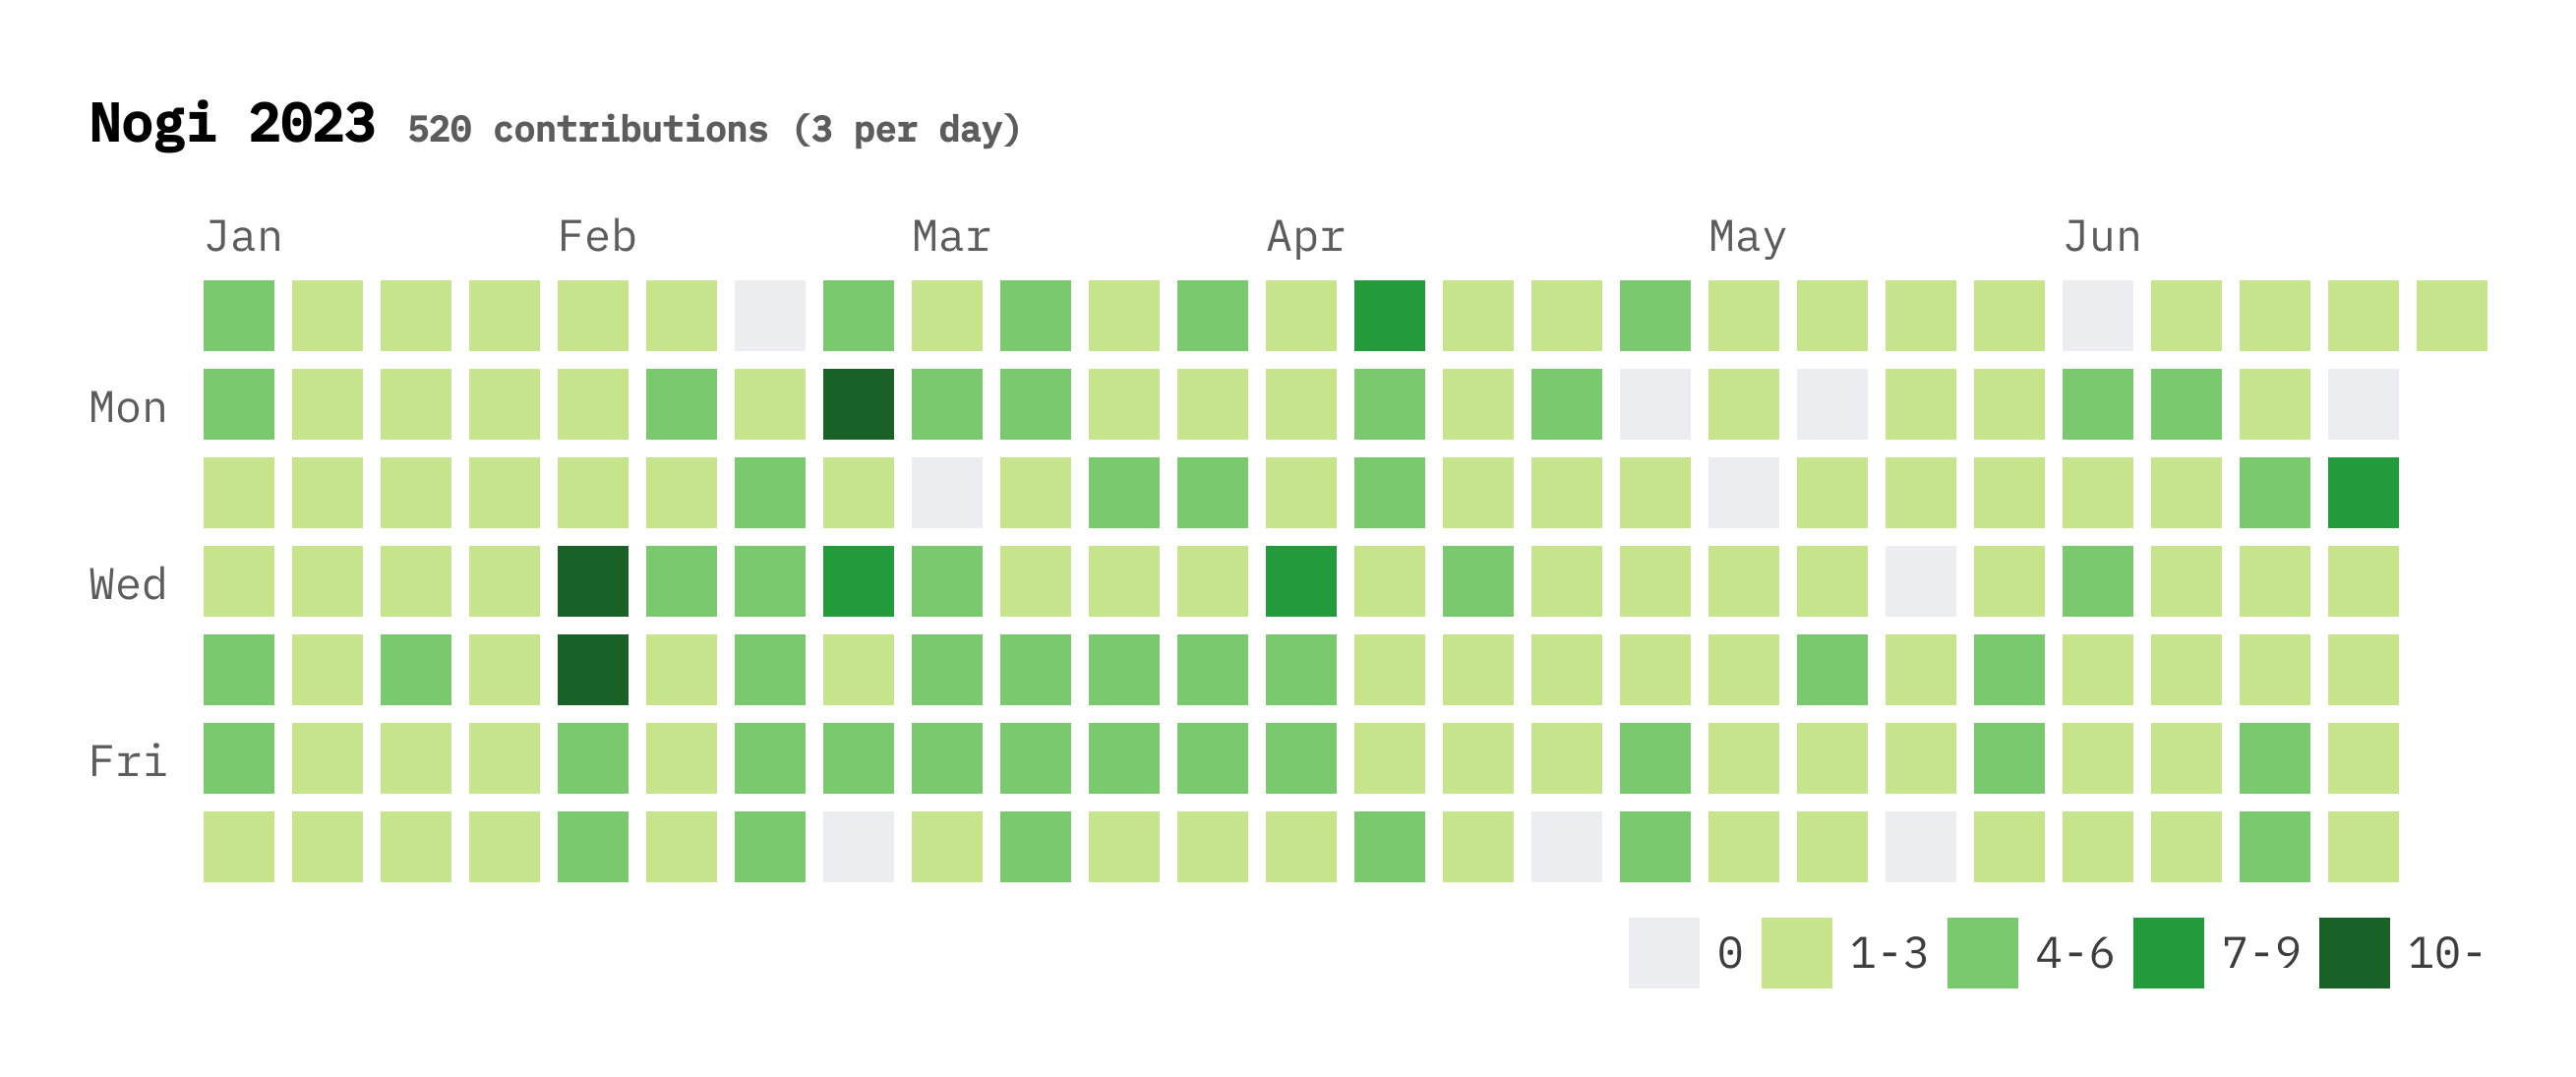 Nogi 2023 520 contributions (3 per day)
Jan Feb Mar Apr May Jun
Mon
Wed
Fri
0 1-3 4-6 7-9 10-